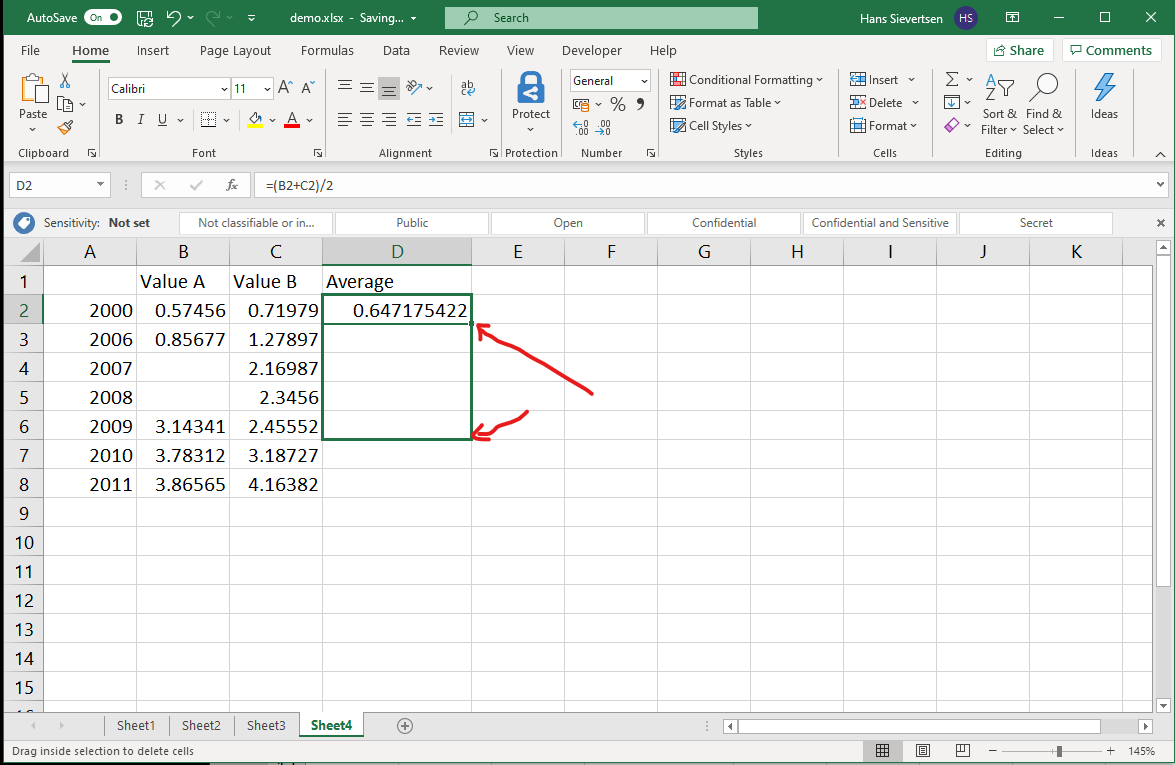 AutoSave On demo.xlsx - Saving... Search Hans Sievertsen HS
File Home Insert Page Layout Formulas Data Review View Developer Help Share Comments
Paste Calibri 11 A A ab c Protect General Conditional Formatting Insert Σ A Z Sort & Filter Find & Select Ideas
B I U A % 9 Format as Table Delete
.00 .0 Cell Styles Format
Clipboard Font Alignment Protection Number Styles Cells Editing Ideas
D2 fx =(B2+C2)/2
Sensitivity: Not set Not classifiable or in... Public Open Confidential Confidential and Sensitive Secret
A B C D E F G H I J K
1 Value A Value B Average
2 2000 0.57456 0.71979 0.647175422
3 2006 0.85677 1.27897
4 2007 2.16987
5 2008 2.3456
6 2009 3.14341 2.45552
7 2010 3.78312 3.18727
8 2011 3.86565 4.16382
9
10
11
12
13
14
15
Sheet1 Sheet2 Sheet3 Sheet4
Drag inside selection to delete cells 145%